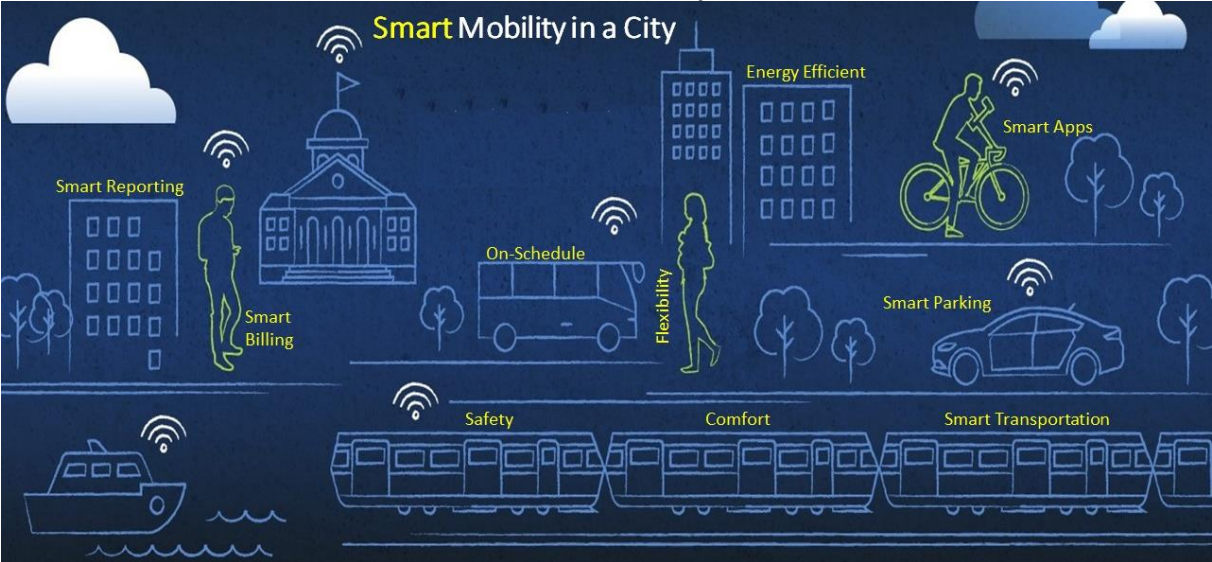 Smart Mobility in a City
Energy Efficient
Smart Apps
Smart Reporting
On-Schedule
Flexibility
Smart Parking
Smart
Billing
Safety
Comfort
Smart Transportation